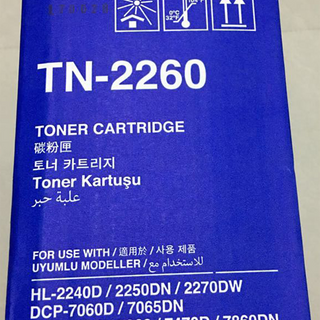 0°C
32°F
TN-2260
TONER CARTRIDGE
碳粉匣
토너 카트리지
Toner Kartuşu
علبة حبر
FOR USE WITH / 適用於 / 사용 제품
UYUMLU MODELLER / للاستخدام مع
HL-2240D / 2250DN / 2270DW
DCP-7060D / 7065DN